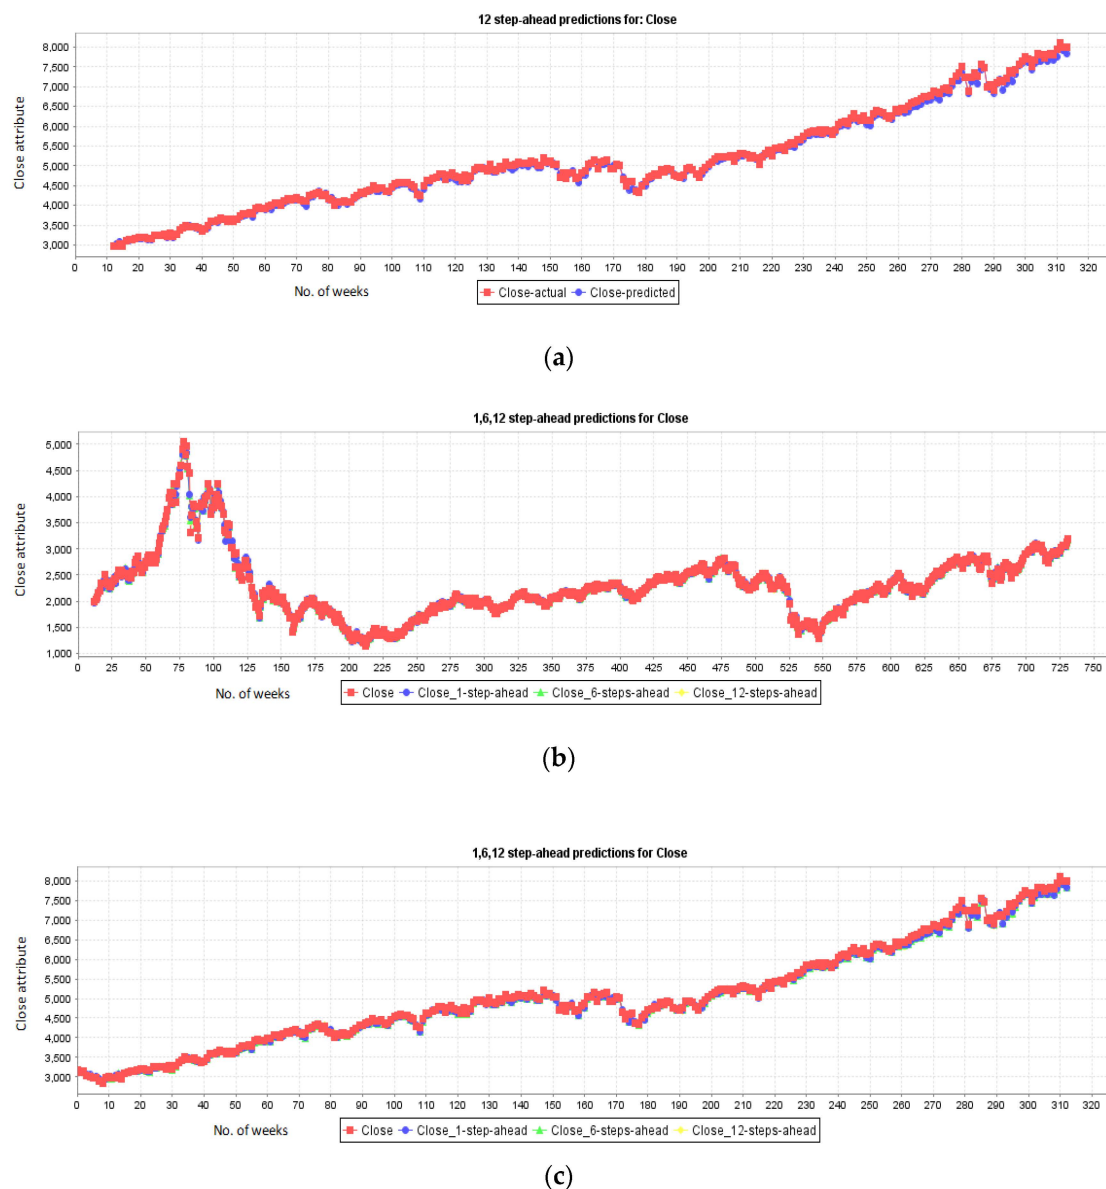 12 step-ahead predictions for: Close
8,000
7,500
7,000
6,500
6,000
5,500
5,000
4,500
4,000
3,500
3,000
Close attribute
0 10 20 30 40 50 60 70 80 90 100 110 120 130 140 150 160 170 180 190 200 210 220 230 240 250 260 270 280 290 300 310 320
No. of weeks
Close-actual Close-predicted
(a)
1,6,12 step-ahead predictions for Close
5,000
4,500
4,000
3,500
3,000
2,500
2,000
1,500
1,000
Close attribute
0 25 50 75 100 125 150 175 200 225 250 275 300 325 350 375 400 425 450 475 500 525 550 575 600 625 650 675 700 725 750
No. of weeks
Close Close_1-step-ahead Close_6-steps-ahead Close_12-steps-ahead
(b)
1,6,12 step-ahead predictions for Close
8,000
7,500
7,000
6,500
6,000
5,500
5,000
4,500
4,000
3,500
3,000
Close attribute
0 10 20 30 40 50 60 70 80 90 100 110 120 130 140 150 160 170 180 190 200 210 220 230 240 250 260 270 280 290 300 310 320
No. of weeks
Close Close_1-step-ahead Close_6-steps-ahead Close_12-steps-ahead
(c)